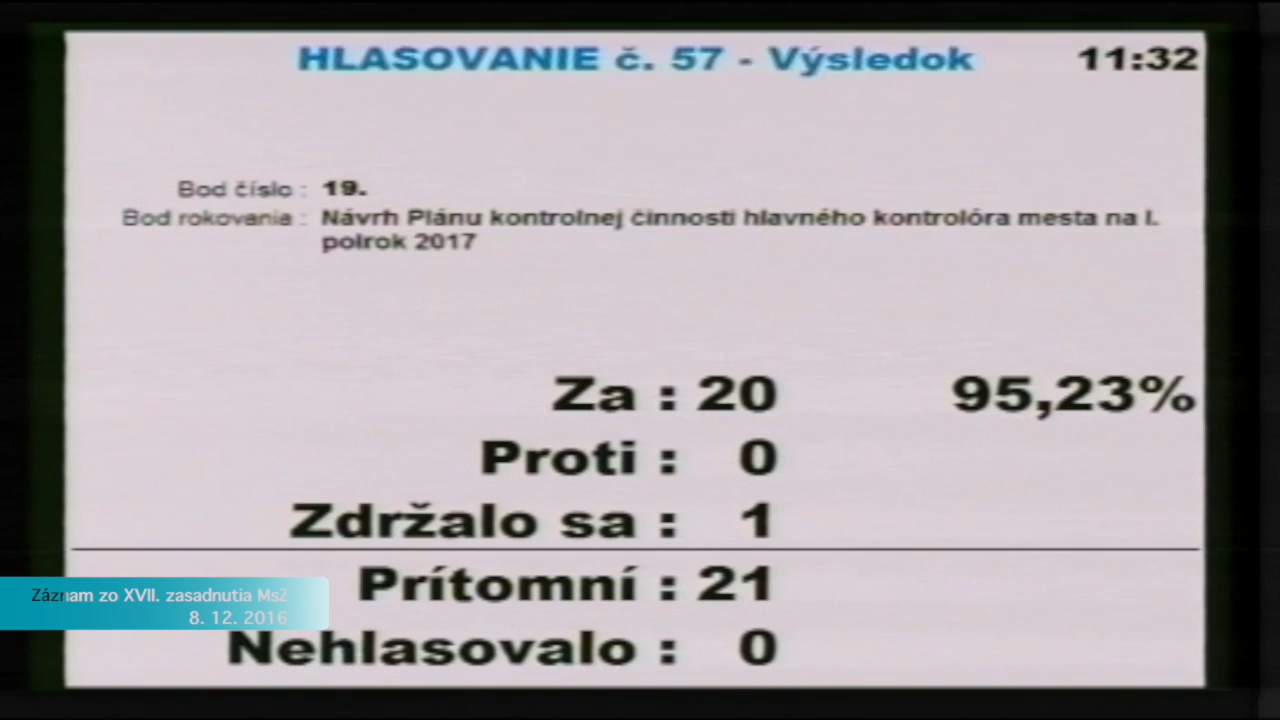 HLASOVANIE č. 57 - Výsledok 11:32
Bod číslo : 19.
Bod rokovania : Návrh Plánu kontrolnej činnosti hlavného kontrolóra mesta na I.
polrok 2017
Za : 20 95,23%
Proti : 0
Zdržalo sa : 1
Prítomní : 21
Záznam zo XVII. zasadnutia MsZ
8. 12. 2016
Nehlasovalo : 0